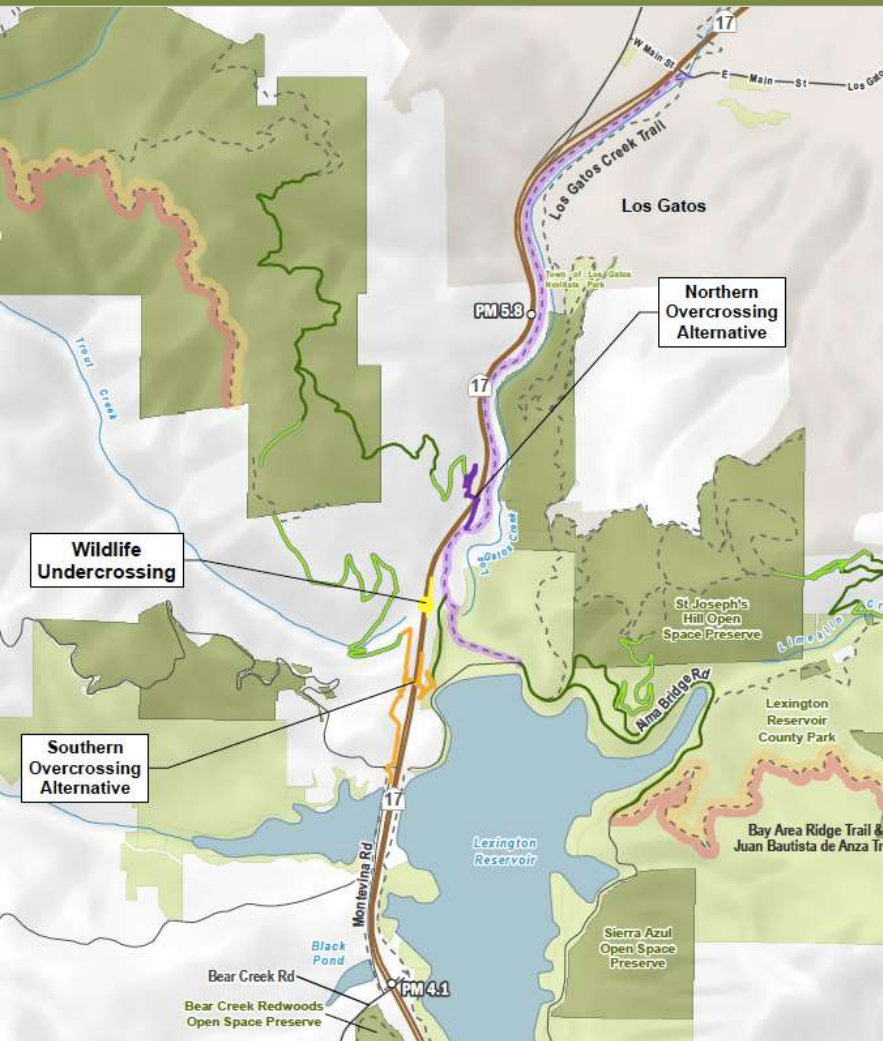 17
W Main St
E Main St
Los Gato
Los Gatos Creek Trail
Los Gatos
Town of Los Gatos
Novitiate Park
Northern
Overcrossing
Alternative
PM 5.8
17
Trout Creek
Wildlife
Undercrossing
Los Gatos Creek
St Joseph's
Hill Open
Space Preserve
Limekiln Cr
Alma Bridge Rd
Lexington
Reservoir
County Park
Southern
Overcrossing
Alternative
17
Bay Area Ridge Trail &
Juan Bautista de Anza Tr
Lexington
Reservoir
Montevina Rd
Sierra Azul
Open Space
Preserve
Black
Pond
Bear Creek Rd
PM 4.1
Bear Creek Redwoods
Open Space Preserve